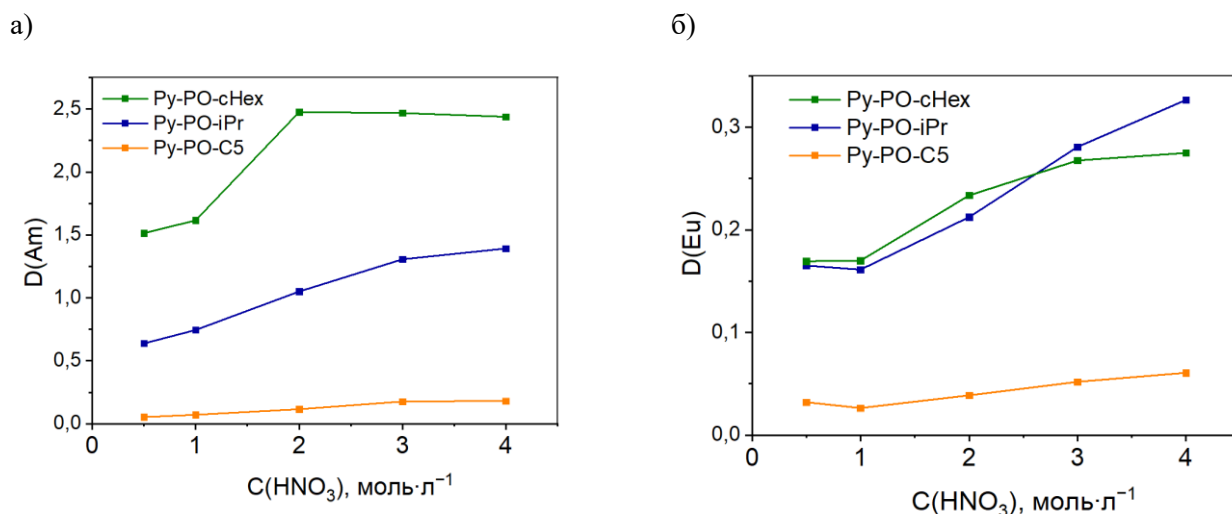 а)
2,5
2,0
1,5
1,0
0,5
0,0
0
1
2
3
4
D(Am)
C(HNO₃), моль·л⁻¹
Py-PO-cHex
Py-PO-iPr
Py-PO-C5
б)
0,3
0,2
0,1
0,0
0
1
2
3
4
D(Eu)
C(HNO₃), моль·л⁻¹
Py-PO-cHex
Py-PO-iPr
Py-PO-C5